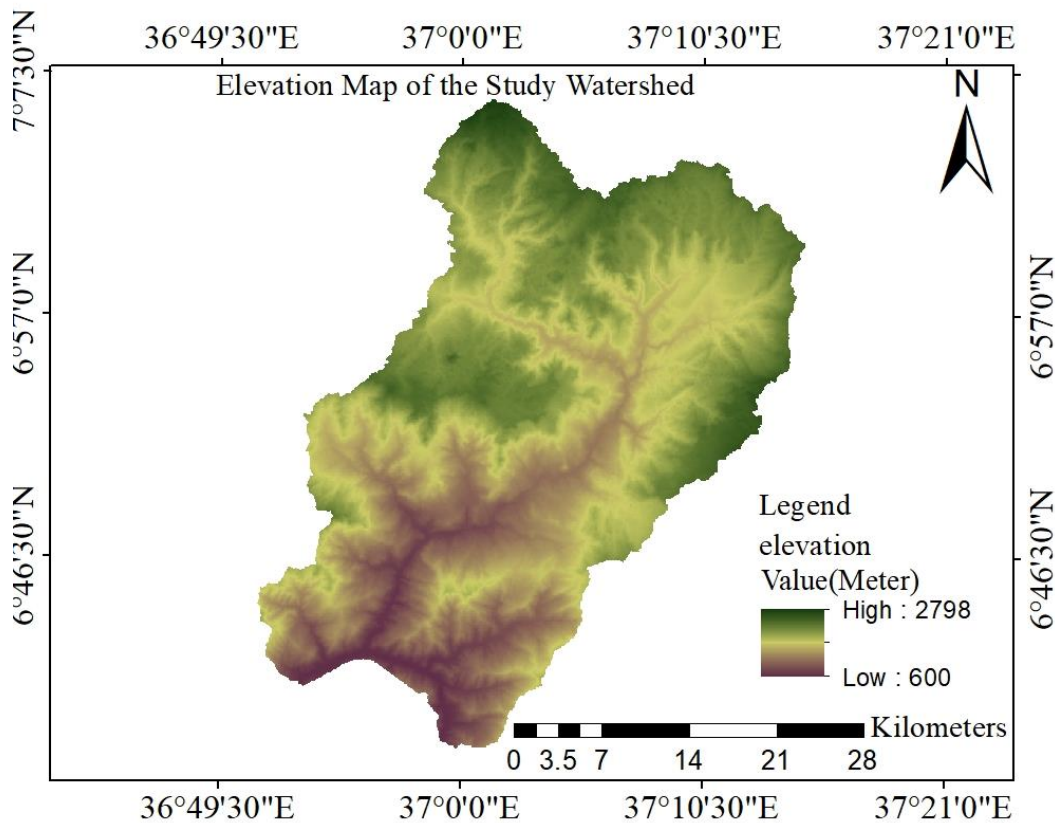 36°49'30"E 37°0'0"E 37°10'30"E 37°21'0"E
7°7'30"N
Elevation Map of the Study Watershed
N
6°57'0"N
6°57'0"N
6°46'30"N
6°46'30"N
Legend
elevation
Value(Meter)
High : 2798
Low : 600
Kilometers
0 3.5 7 14 21 28
36°49'30"E 37°0'0"E 37°10'30"E 37°21'0"E